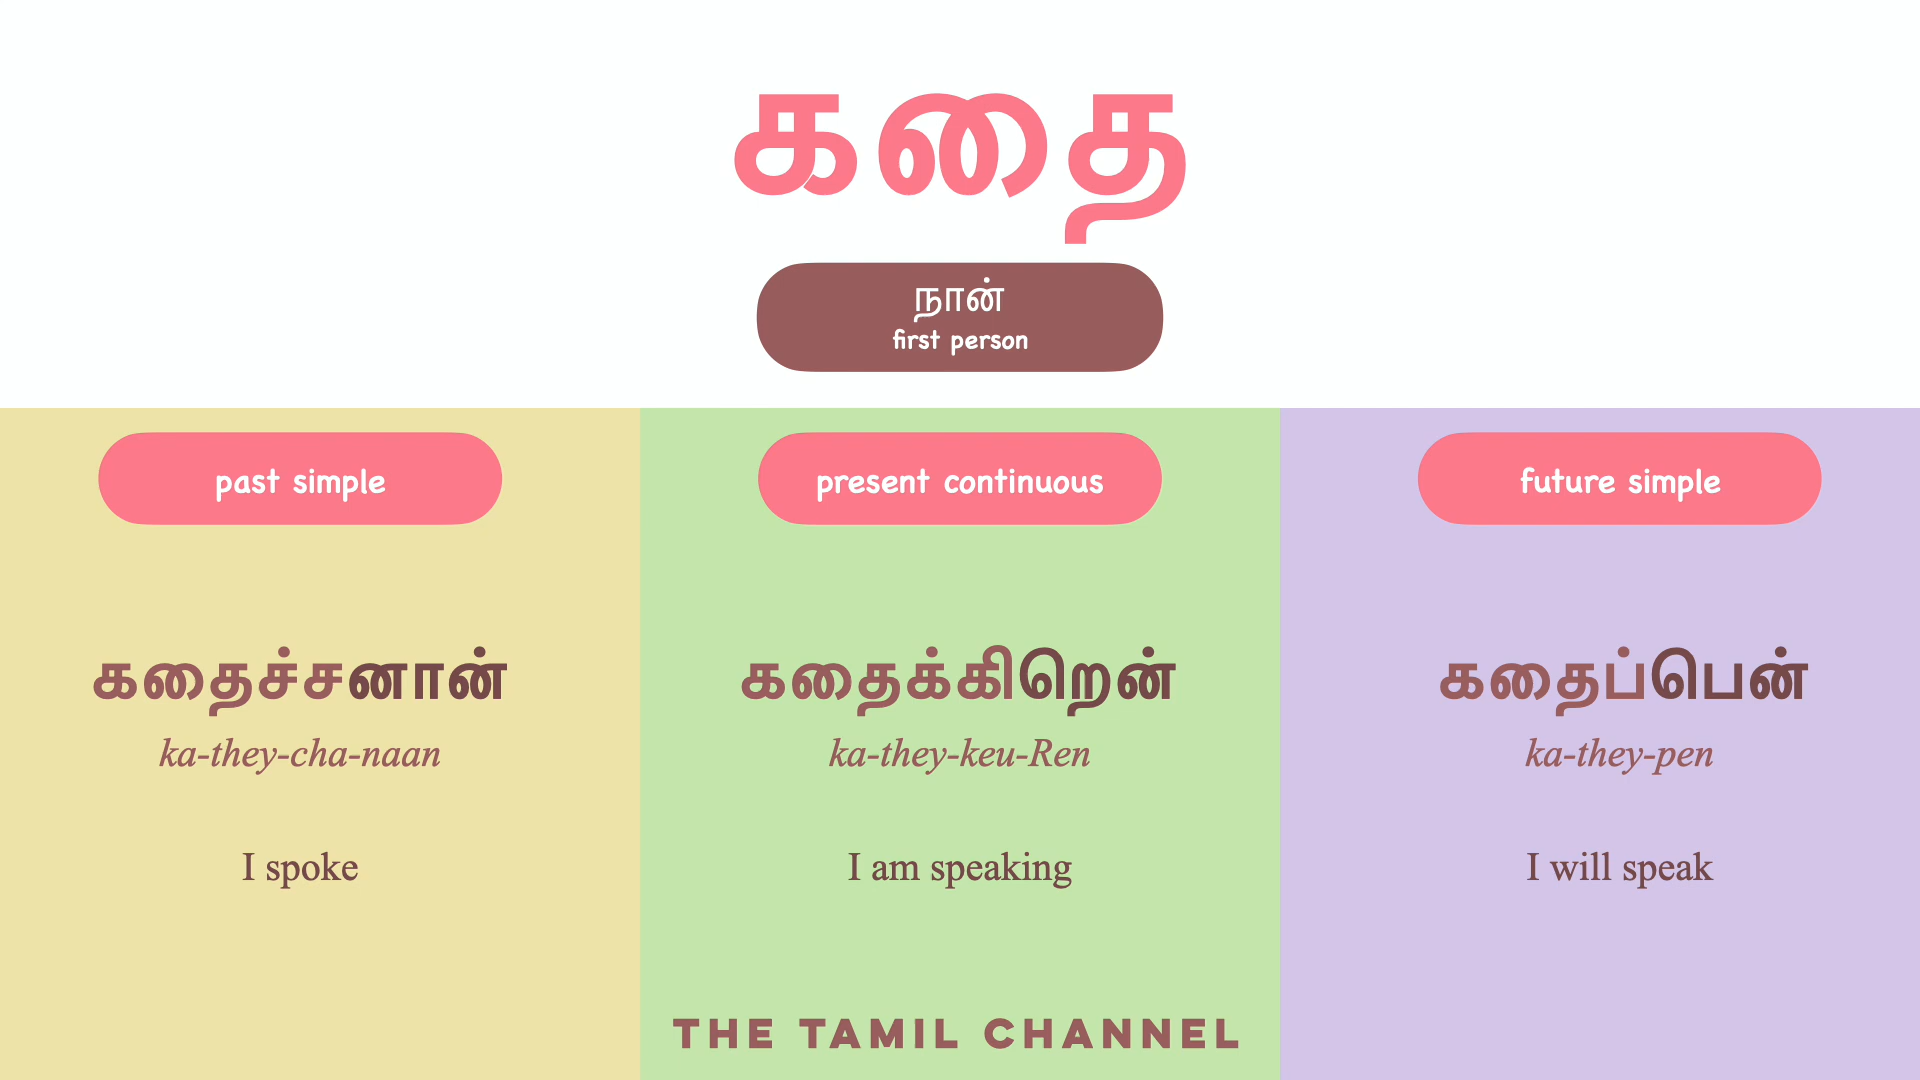 கதை
நான்
first person
past simple
present continuous
future simple
கதைச்சனான்
கதைக்கிறென்
கதைப்பென்
ka-they-cha-naan
ka-they-keu-Ren
ka-they-pen
I spoke
I am speaking
I will speak
THE TAMIL CHANNEL